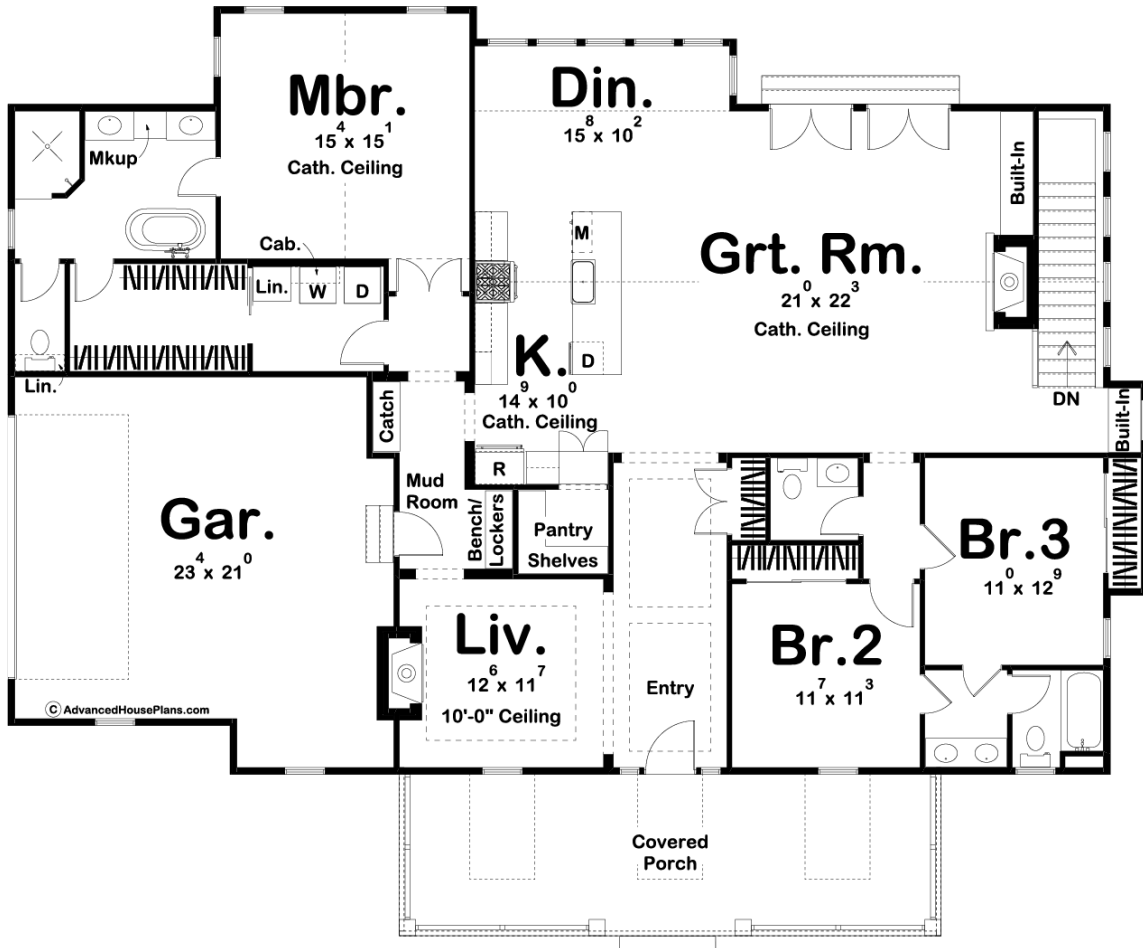 Mbr.
15⁴ x 15¹
Cath. Ceiling
Din.
15⁸ x 10²
Mkup
Built-In
Cab.
Lin.
W
D
M
Grt. Rm.
21⁰ x 22³
Cath. Ceiling
K.
14⁹ x 10⁰
Cath. Ceiling
D
Lin.
Catch
DN
Built-In
R
Mud
Room
Bench/
Lockers
Pantry
Shelves
Gar.
23⁴ x 21⁰
Br.3
11⁰ x 12⁹
Liv.
12⁶ x 11⁷
10'-0" Ceiling
Entry
Br.2
11⁷ x 11³
© AdvancedHousePlans.com
Covered
Porch